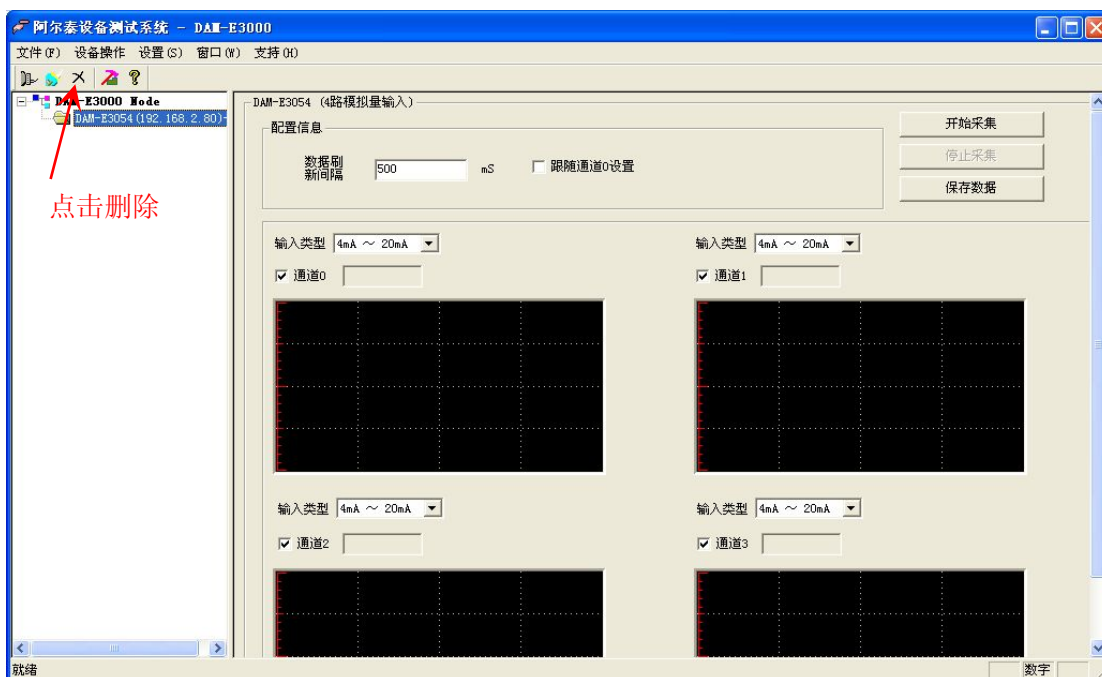 阿尔泰设备测试系统 - DAM-E3000
文件(F) 设备操作 设置(S) 窗口(W) 支持(H)
DAM-E3000 Node
DAM-E3054(192.168.2.80)-
点击删除
DAM-E3054 (4路模拟量输入)
配置信息
数据刷
新间隔 500 mS 跟随通道0设置
开始采集
停止采集
保存数据
输入类型 4mA ～ 20mA
通道0
输入类型 4mA ～ 20mA
通道1
输入类型 4mA ～ 20mA
通道2
输入类型 4mA ～ 20mA
通道3
就绪
数字